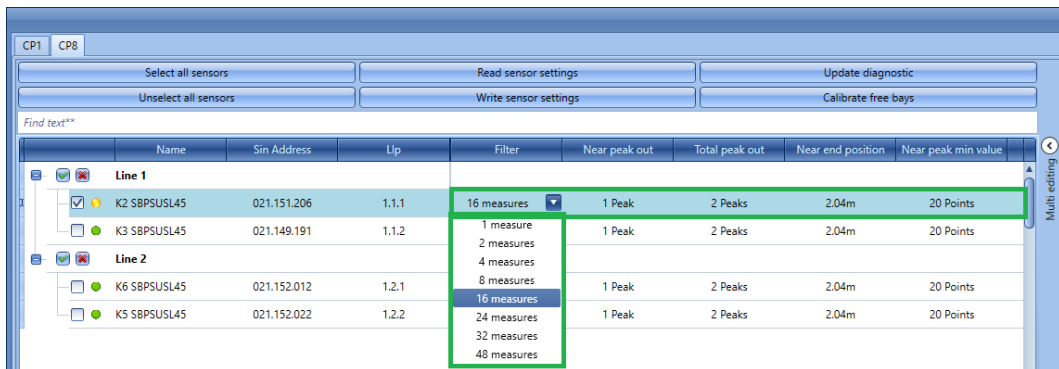 CP1 CP8
Select all sensors Read sensor settings Update diagnostic
Unselect all sensors Write sensor settings Calibrate free bays
Find text**
Name Sin Address Llp Filter Near peak out Total peak out Near end position Near peak min value
Multi editing
Line 1
K2 SBPSUSL45 021.151.206 1.1.1 16 measures 1 Peak 2 Peaks 2.04m 20 Points
K3 SBPSUSL45 021.149.191 1.1.2 1 Peak 2 Peaks 2.04m 20 Points
Line 2
K6 SBPSUSL45 021.152.012 1.2.1 1 Peak 2 Peaks 2.04m 20 Points
K5 SBPSUSL45 021.152.022 1.2.2 1 Peak 2 Peaks 2.04m 20 Points
1 measure
2 measures
4 measures
8 measures
16 measures
24 measures
32 measures
48 measures